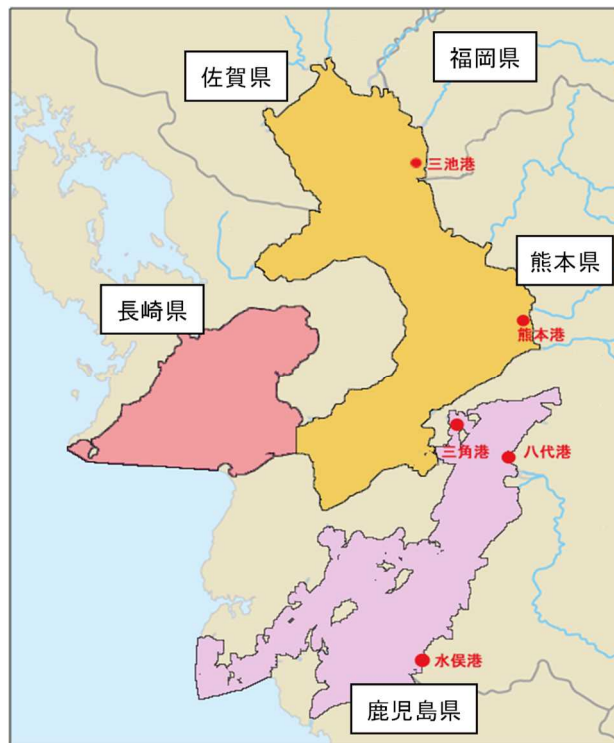 福岡県
佐賀県
三池港
熊本県
長崎県
熊本港
三角港
八代港
水俣港
鹿児島県